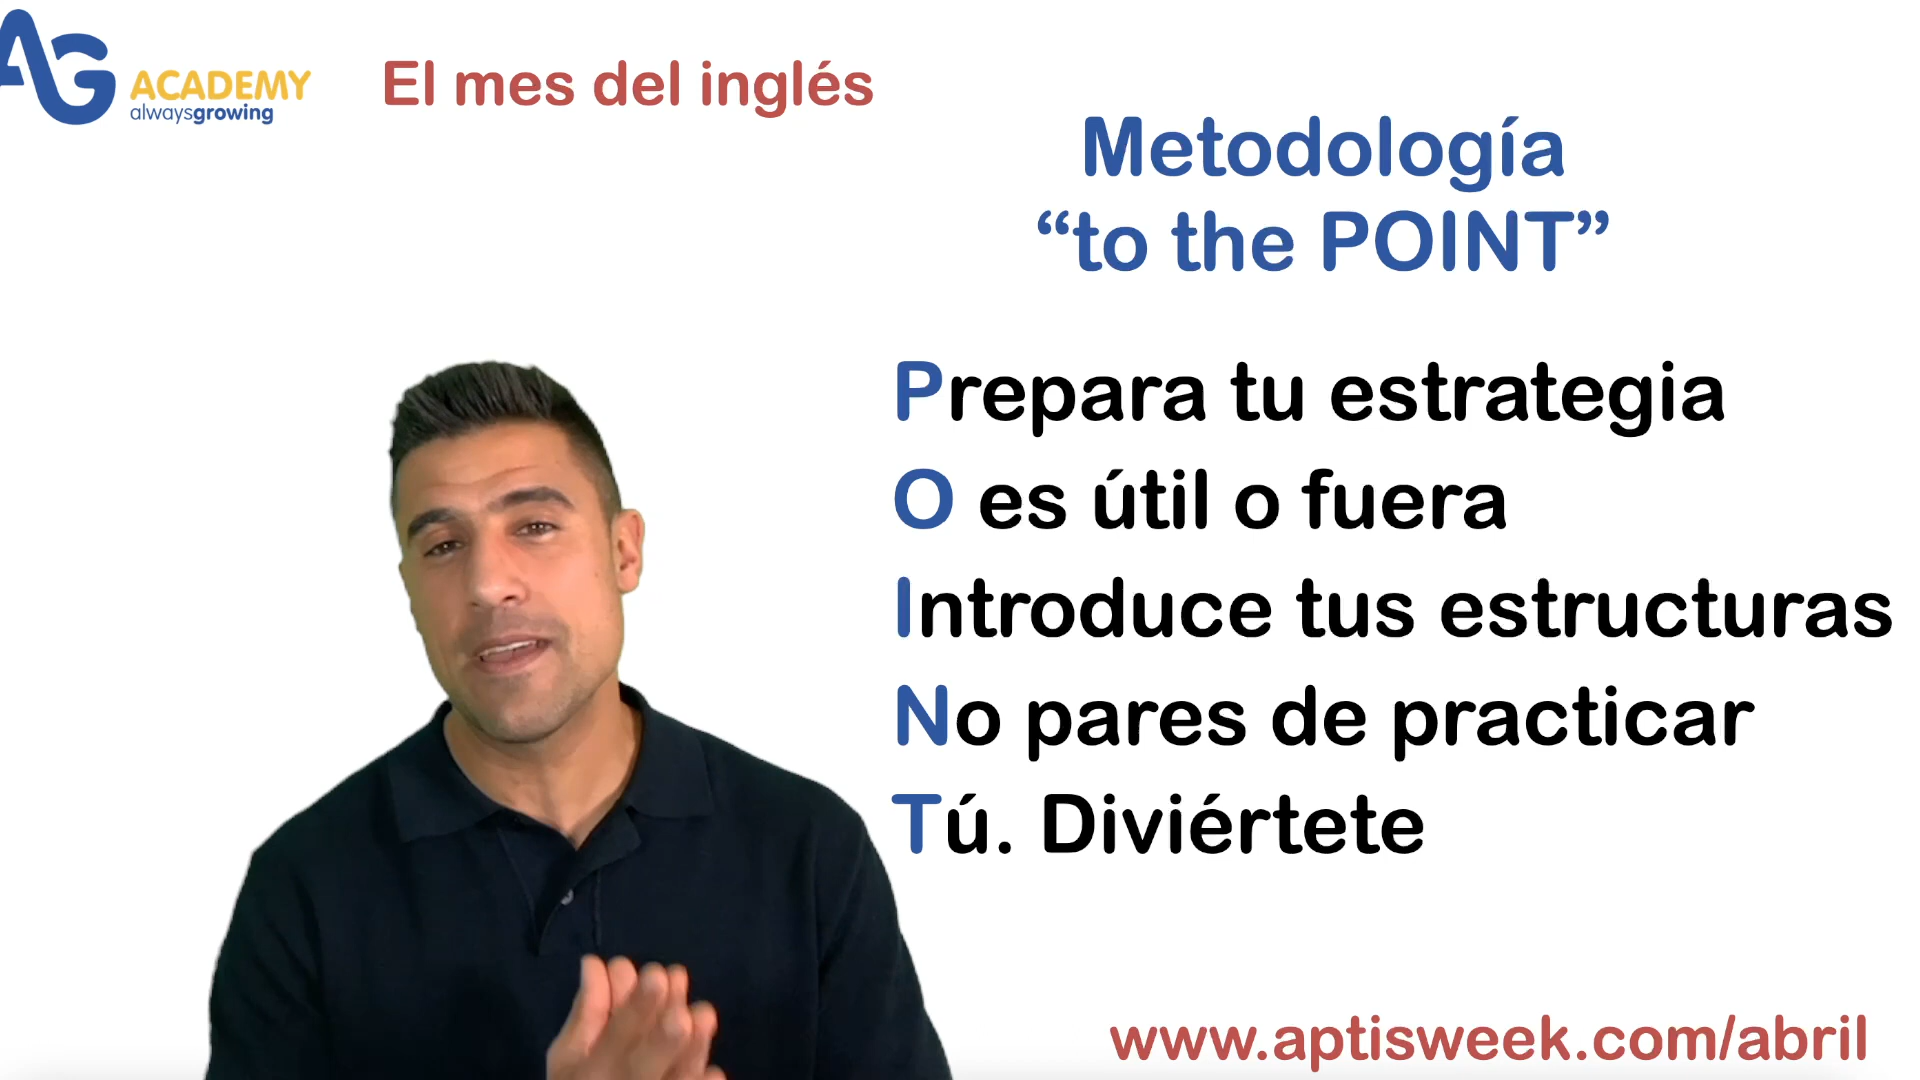 AG
ACADEMY
alwaysgrowing
El mes del inglés
Metodología
“to the POINT”
Prepara tu estrategia
O es útil o fuera
Introduce tus estructuras
No pares de practicar
Tú. Diviértete
www.aptisweek.com/abril